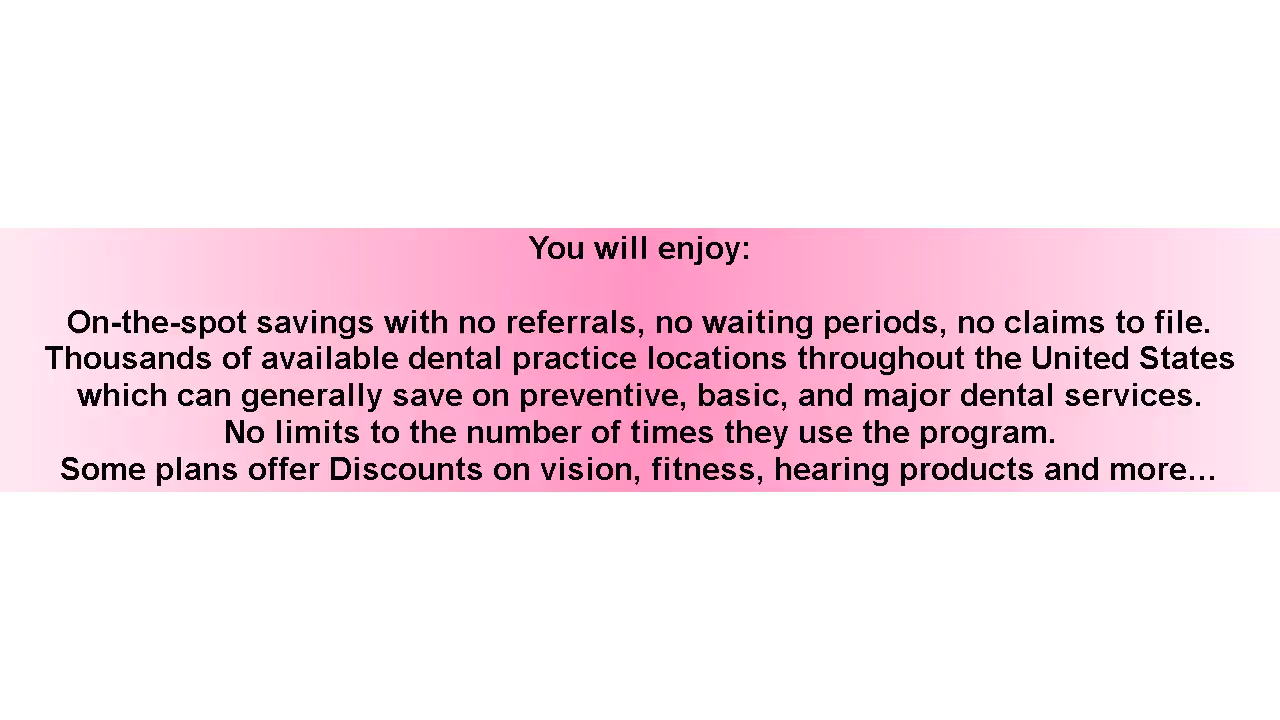 You will enjoy:
On-the-spot savings with no referrals, no waiting periods, no claims to file.
Thousands of available dental practice locations throughout the United States
which can generally save on preventive, basic, and major dental services.
No limits to the number of times they use the program.
Some plans offer Discounts on vision, fitness, hearing products and more…